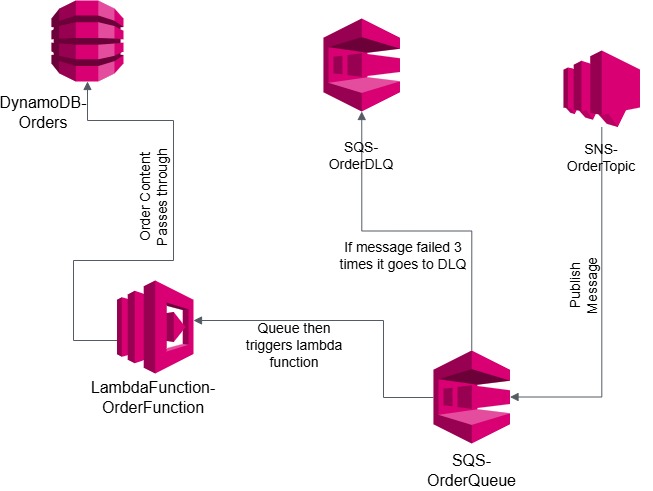 DynamoDB-
Orders
SQS-
OrderDLQ
SNS-
OrderTopic
Order Content
Passes through
If message failed 3
times it goes to DLQ
Publish
Message
Queue then
triggers lambda
function
LambdaFunction-
OrderFunction
SQS-
OrderQueue